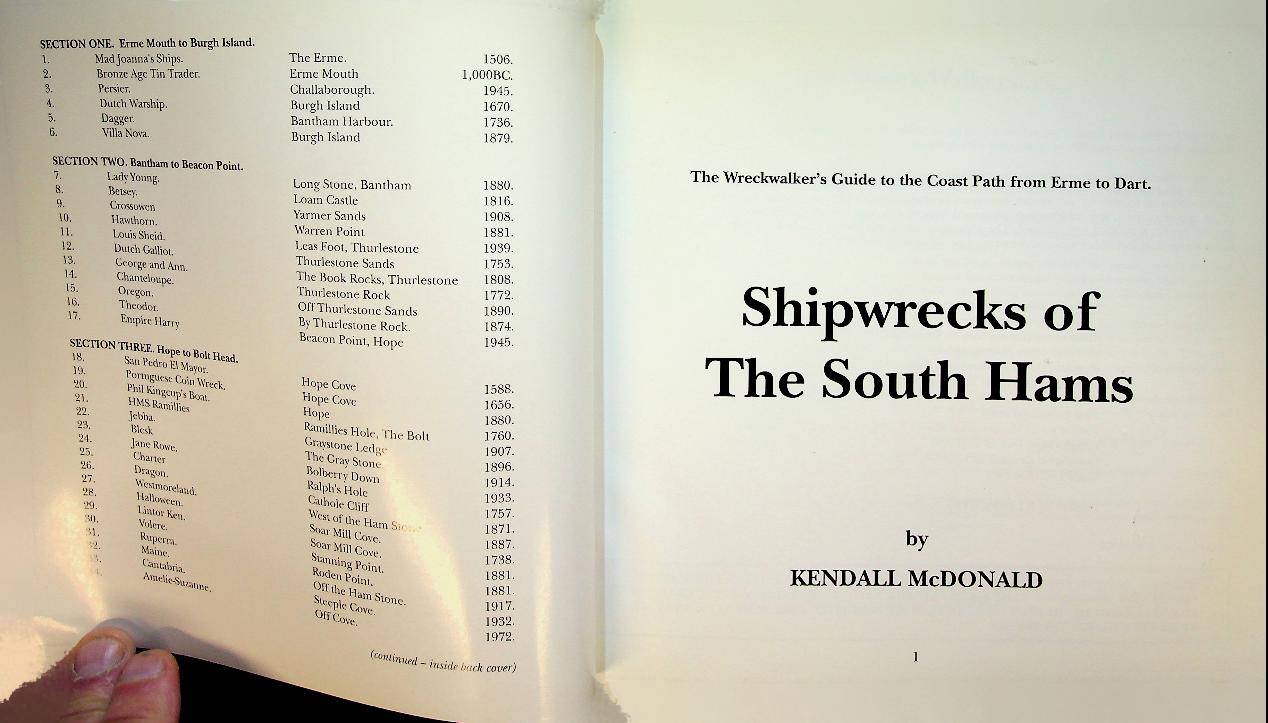 SECTION ONE. Erme Mouth to Burgh Island.
1. Mad Joanna's Ships. The Erme. 1506.
2. Bronze Age Tin Trader. Erme Mouth 1,000BC.
3. Persier. Challaborough. 1945.
4. Dutch Warship. Burgh Island 1670.
5. Dagger. Bantham Harbour. 1736.
6. Villa Nova. Burgh Island 1879.
SECTION TWO. Bantham to Beacon Point.
7. Lady Young. Long Stone, Bantham 1880.
8. Betsey. Loam Castle 1816.
9. Crossowen Yarmer Sands 1908.
10. Hawthorn. Warren Point 1881.
11. Louis Sheid. Leas Foot, Thurlestone 1939.
12. Dutch Galliot. Thurlestone Sands 1753.
13. George and Ann. The Book Rocks, Thurlestone 1808.
14. Chanteloupe. Thurlestone Rock 1772.
15. Oregon. Off Thurlestone Sands 1890.
16. Theodor. By Thurlestone Rock. 1874.
17. Empire Harry Beacon Point, Hope 1945.
SECTION THREE. Hope to Bolt Head.
18. San Pedro El Mayor. Hope Cove 1588.
19. Portuguese Coin Wreck. Hope Cove 1656.
20. Phil Kingcup's Boat. Hope 1880.
21. HMS Ramillies Ramillies Hole, The Bolt 1760.
22. Jebba. Graystone Ledge 1907.
23. Blesk The Gray Stone 1896.
24. Jane Rowe. Bolberry Down 1914.
25. Charter Ralph's Hole 1933.
26. Dragon. Cathole Cliff 1757.
27. Westmoreland. West of the Ham Stone 1871.
28. Halloween. Soar Mill Cove. 1887.
29. Lintor Ken. Soar Mill Cove. 1738.
30. Volere. Stanning Point. 1881.
31. Ruperra. Roden Point. 1881.
Maine. Off the Ham Stone. 1917.
Cantabria. Steeple Cove. 1932.
Amelie-Suzanne. Off Cove. 1972.
(continued – inside back cover)
The Wreckwalker's Guide to the Coast Path from Erme to Dart.
Shipwrecks of
The South Hams
by
KENDALL McDONALD
1